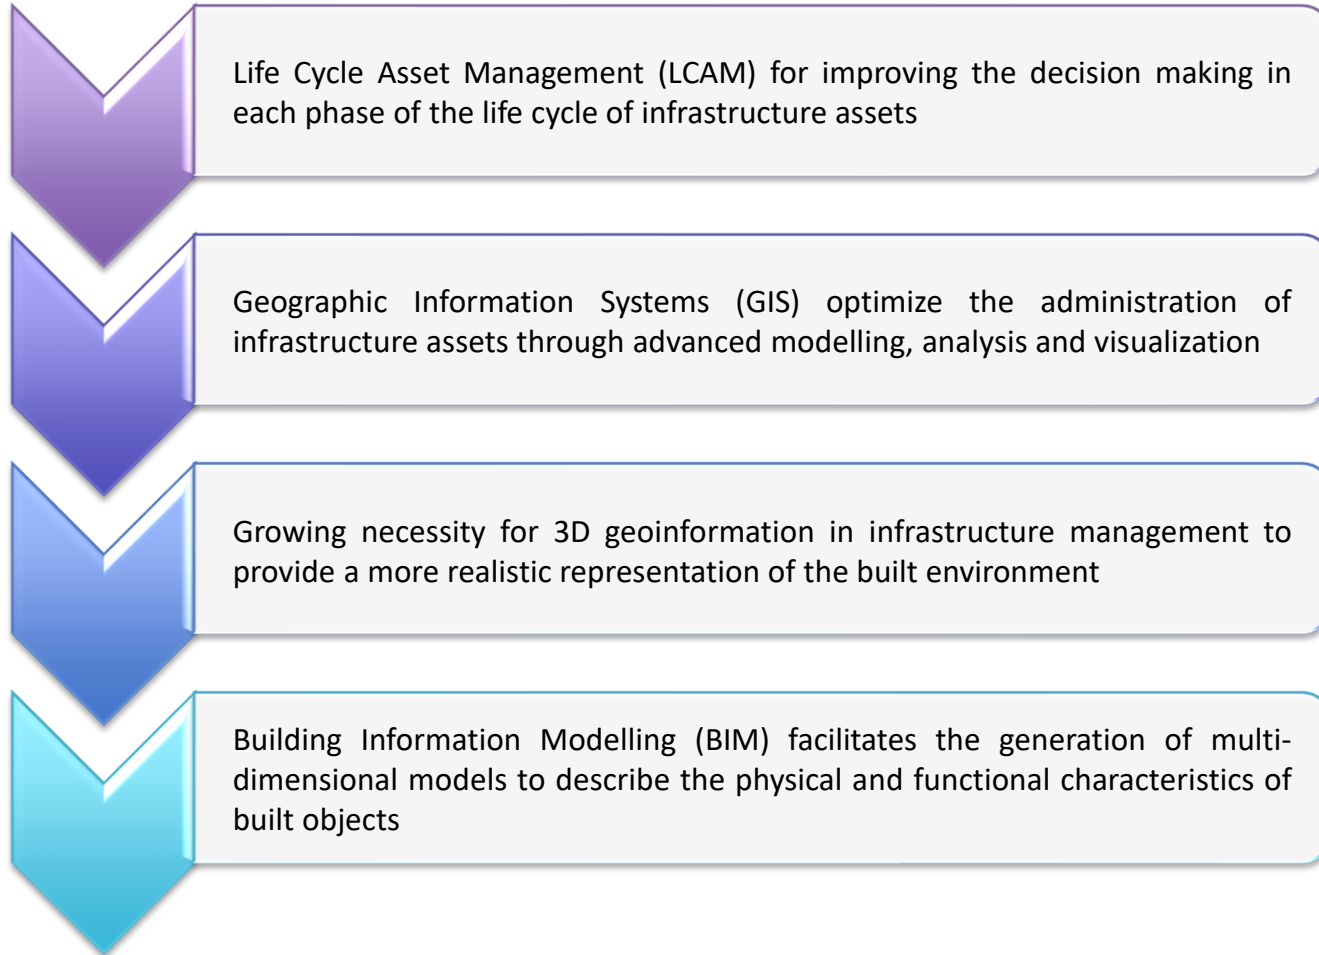 Life Cycle Asset Management (LCAM) for improving the decision making in
each phase of the life cycle of infrastructure assets
Geographic Information Systems (GIS) optimize the administration of
infrastructure assets through advanced modelling, analysis and visualization
Growing necessity for 3D geoinformation in infrastructure management to
provide a more realistic representation of the built environment
Building Information Modelling (BIM) facilitates the generation of multi-
dimensional models to describe the physical and functional characteristics of
built objects